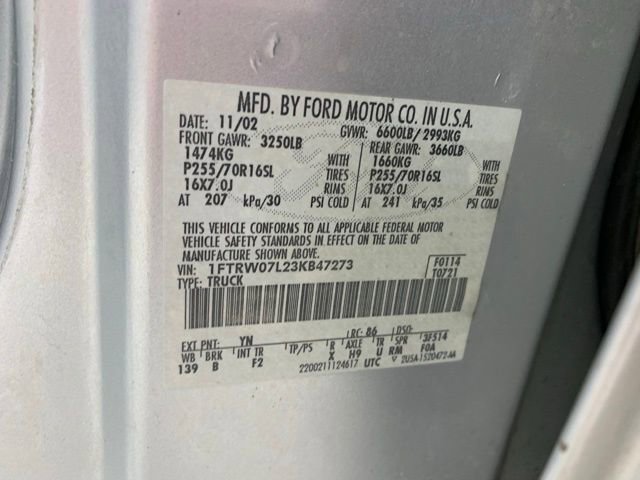 MFD. BY FORD MOTOR CO. IN U.S.A.
DATE: 11/02 GVWR: 6600LB/ 2993KG
FRONT GAWR: 3250LB REAR GAWR: 3660LB
1474KG WITH 1660KG WITH
P255/70R16SL TIRES P255/70R16SL TIRES
16X7.0J RIMS 16X7.0J RIMS
AT 207 kPa/30 PSI COLD AT 241 kPa/35 PSI COLD
THIS VEHICLE CONFORMS TO ALL APPLICABLE FEDERAL MOTOR
VEHICLE SAFETY STANDARDS IN EFFECT ON THE DATE OF
MANUFACTURE SHOWN ABOVE.
VIN: 1FTRW07L23KB47273 F0114
TYPE: TRUCK T0721
EXT PNT: YN RC: 86 DSO:
WB BRK INT TR TP/PS R AXLE TR SPR 3F514
139 B F2 X H9 U RM F0A
2200211124617 UTC V 2U5A1520472AA